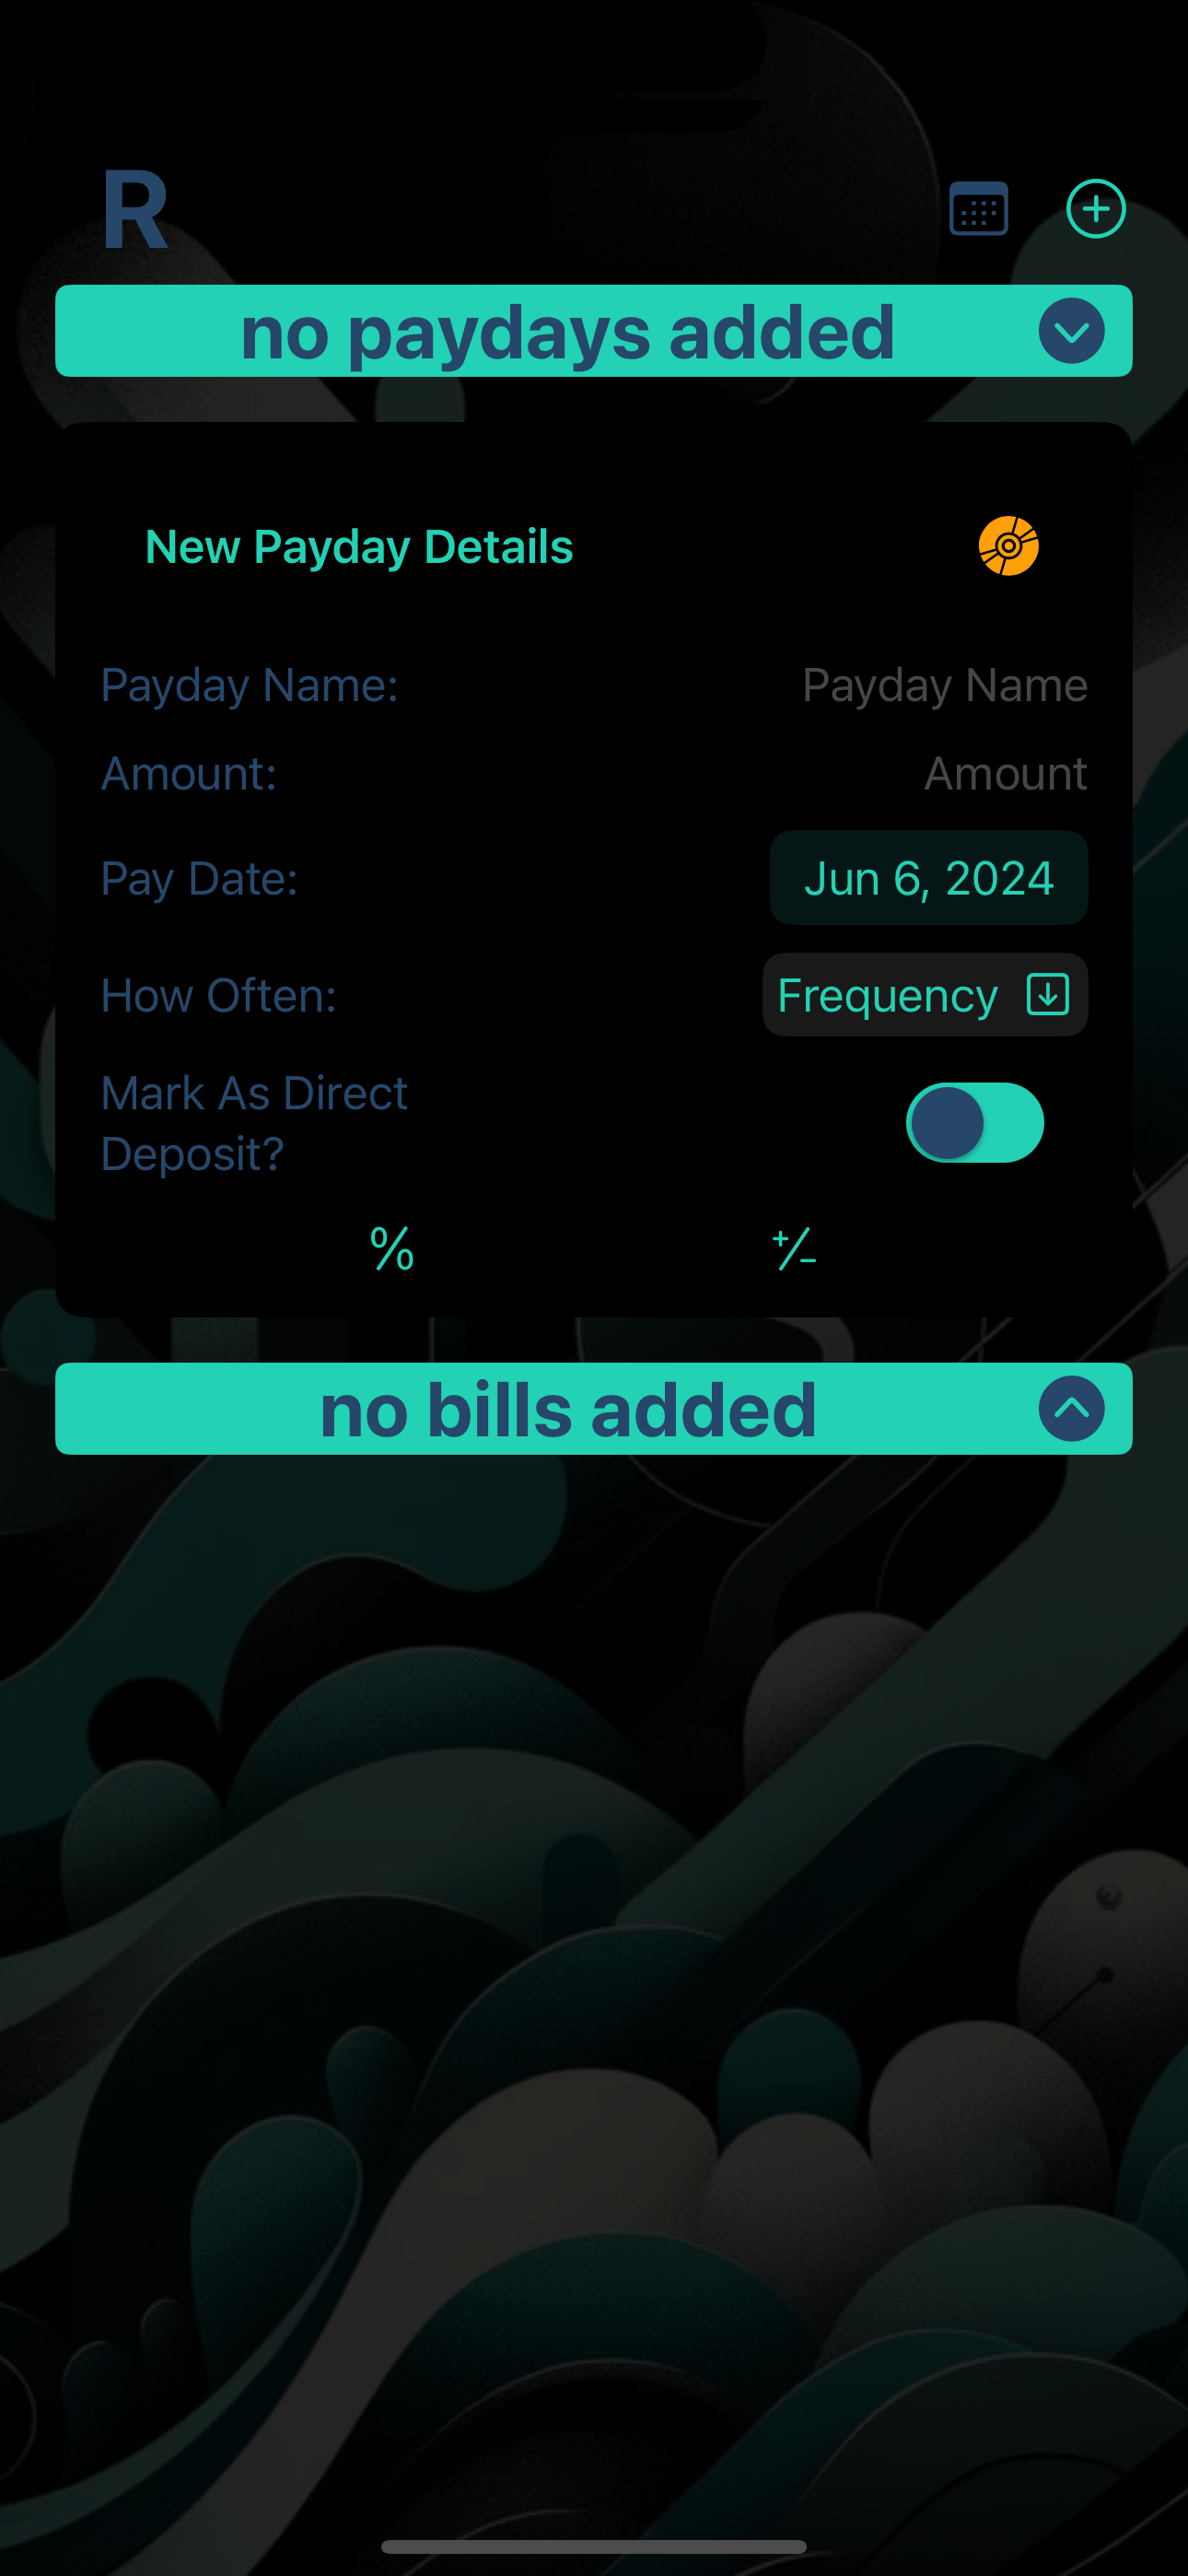 R
no paydays added
New Payday Details
Payday Name: Payday Name
Amount: Amount
Pay Date: Jun 6, 2024
How Often: Frequency
Mark As Direct
Deposit?
% +/-
no bills added